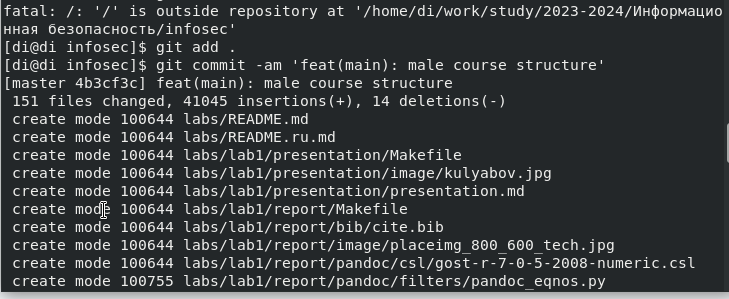 fatal: /: '/' is outside repository at '/home/di/work/study/2023-2024/Информацио
нная безопасность/infosec'
[di@di infosec]$ git add .
[di@di infosec]$ git commit -am 'feat(main): male course structure'
[master 4b3cf3c] feat(main): male course structure
 151 files changed, 41045 insertions(+), 14 deletions(-)
 create mode 100644 labs/README.md
 create mode 100644 labs/README.ru.md
 create mode 100644 labs/lab1/presentation/Makefile
 create mode 100644 labs/lab1/presentation/image/kulyabov.jpg
 create mode 100644 labs/lab1/presentation/presentation.md
 create mode 100644 labs/lab1/report/Makefile
 create mode 100644 labs/lab1/report/bib/cite.bib
 create mode 100644 labs/lab1/report/image/placeimg_800_600_tech.jpg
 create mode 100644 labs/lab1/report/pandoc/csl/gost-r-7-0-5-2008-numeric.csl
 create mode 100755 labs/lab1/report/pandoc/filters/pandoc_eqnos.py